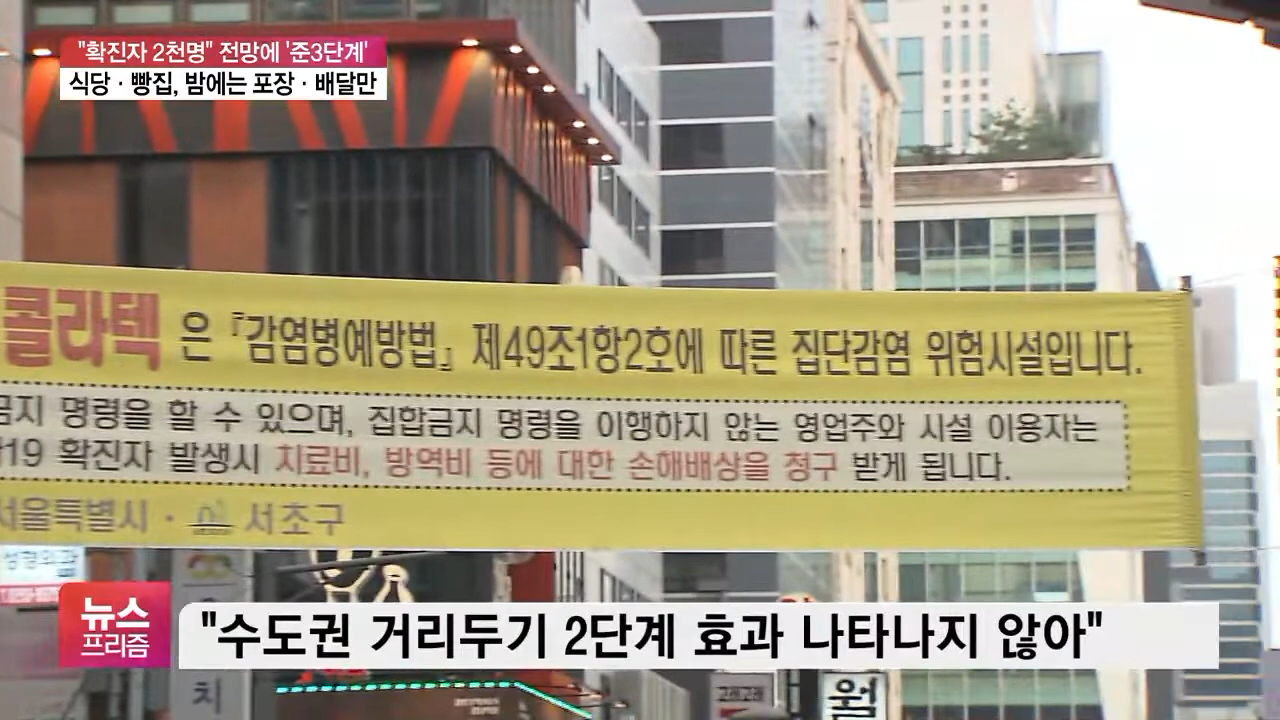 "확진자 2천명" 전망에 '준3단계'
식당·빵집, 밤에는 포장·배달만
콜라텍 은 『감염병예방법』 제49조1항2호에 따른 집단감염 위험시설입니다.
금지 명령을 할 수 있으며, 집합금지 명령을 이행하지 않는 영업주와 시설 이용자는
19 확진자 발생시 치료비, 방역비 등에 대한 손해배상을 청구 받게 됩니다.
서울특별시 · 서초구
뉴스
프리즘
"수도권 거리두기 2단계 효과 나타나지 않아"
치
월